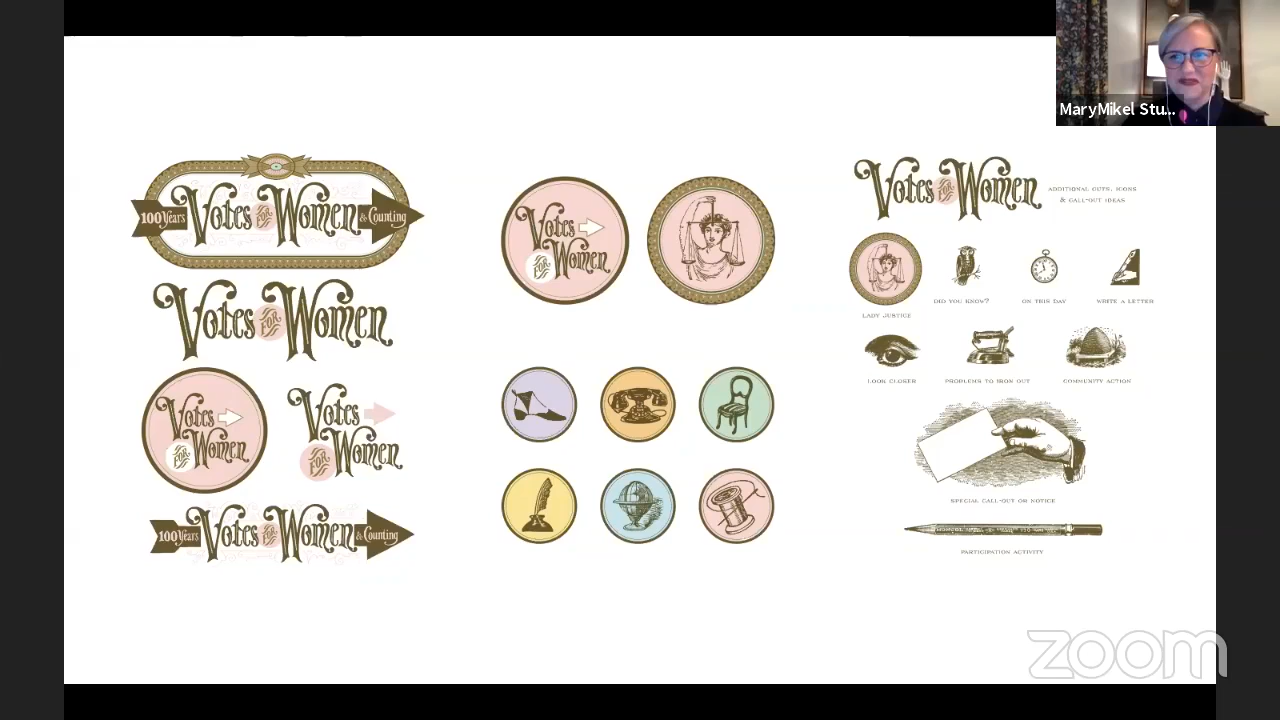 MaryMikel Stu...
100 Years Votes FOR Women & Counting
Votes FOR Women
Votes
FOR Women
Votes
FOR Women
100 Years Votes FOR Women & Counting
Votes
FOR Women
Votes FOR Women
ADDITIONAL CUTS, ICONS
& CALL-OUT IDEAS
LADY JUSTICE
DID YOU KNOW?
ON THIS DAY
WRITE A LETTER
LOOK CLOSER
PROBLEMS TO IRON OUT
COMMUNITY ACTION
SPECIAL CALL-OUT OR NOTICE
PARTICIPATION ACTIVITY
zoom